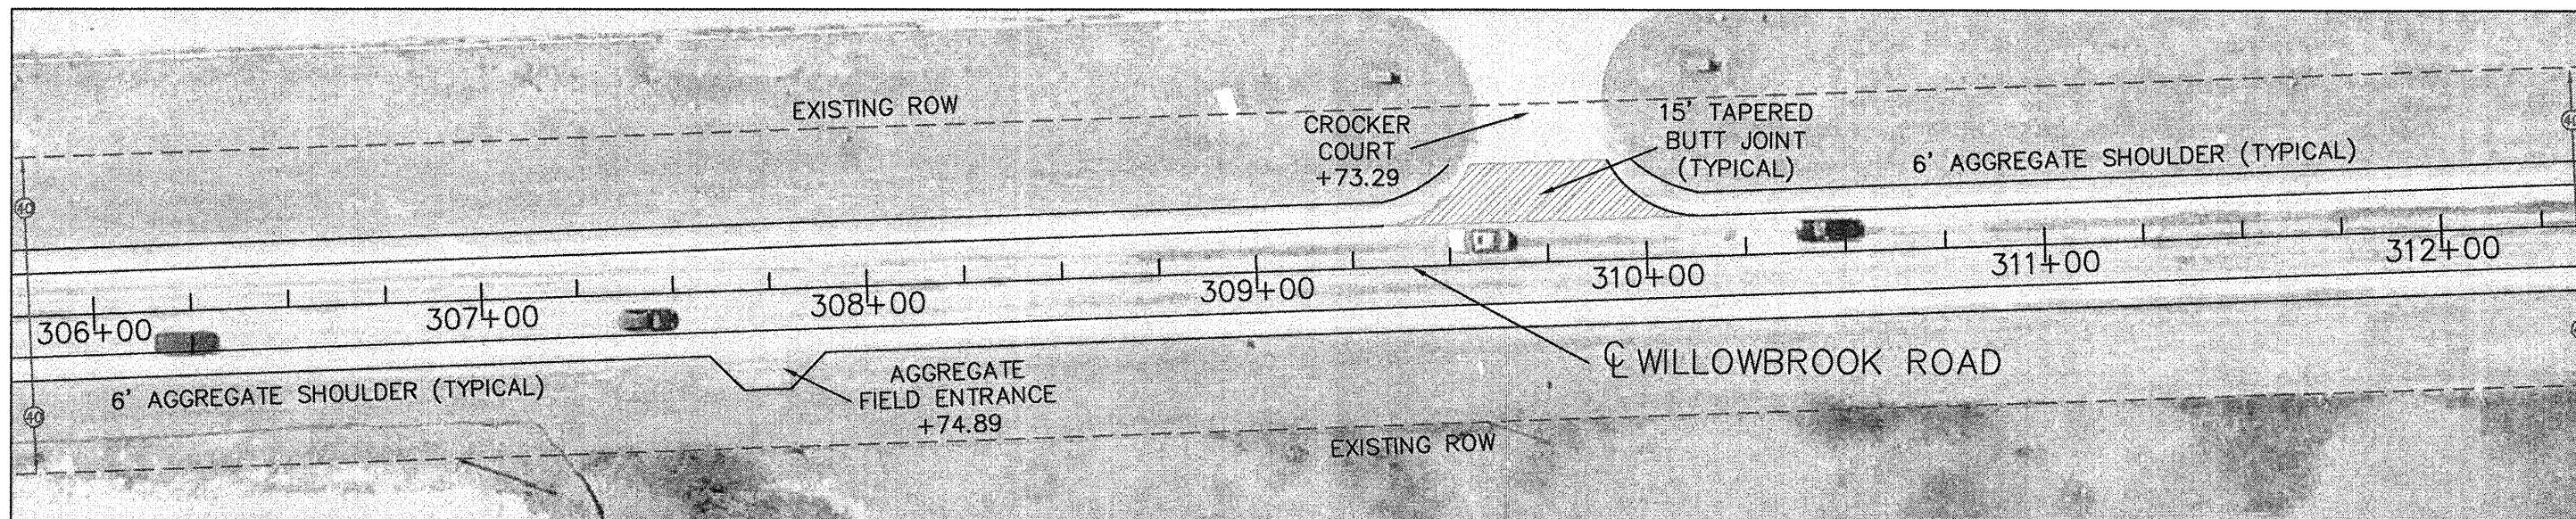 EXISTING ROW
CROCKER
COURT
+73.29
15' TAPERED
BUTT JOINT
(TYPICAL)
6' AGGREGATE SHOULDER (TYPICAL)
40
40
306+00
307+00
308+00
309+00
310+00
311+00
312+00
℄ WILLOWBROOK ROAD
6' AGGREGATE SHOULDER (TYPICAL)
AGGREGATE
FIELD ENTRANCE
+74.89
40
EXISTING ROW